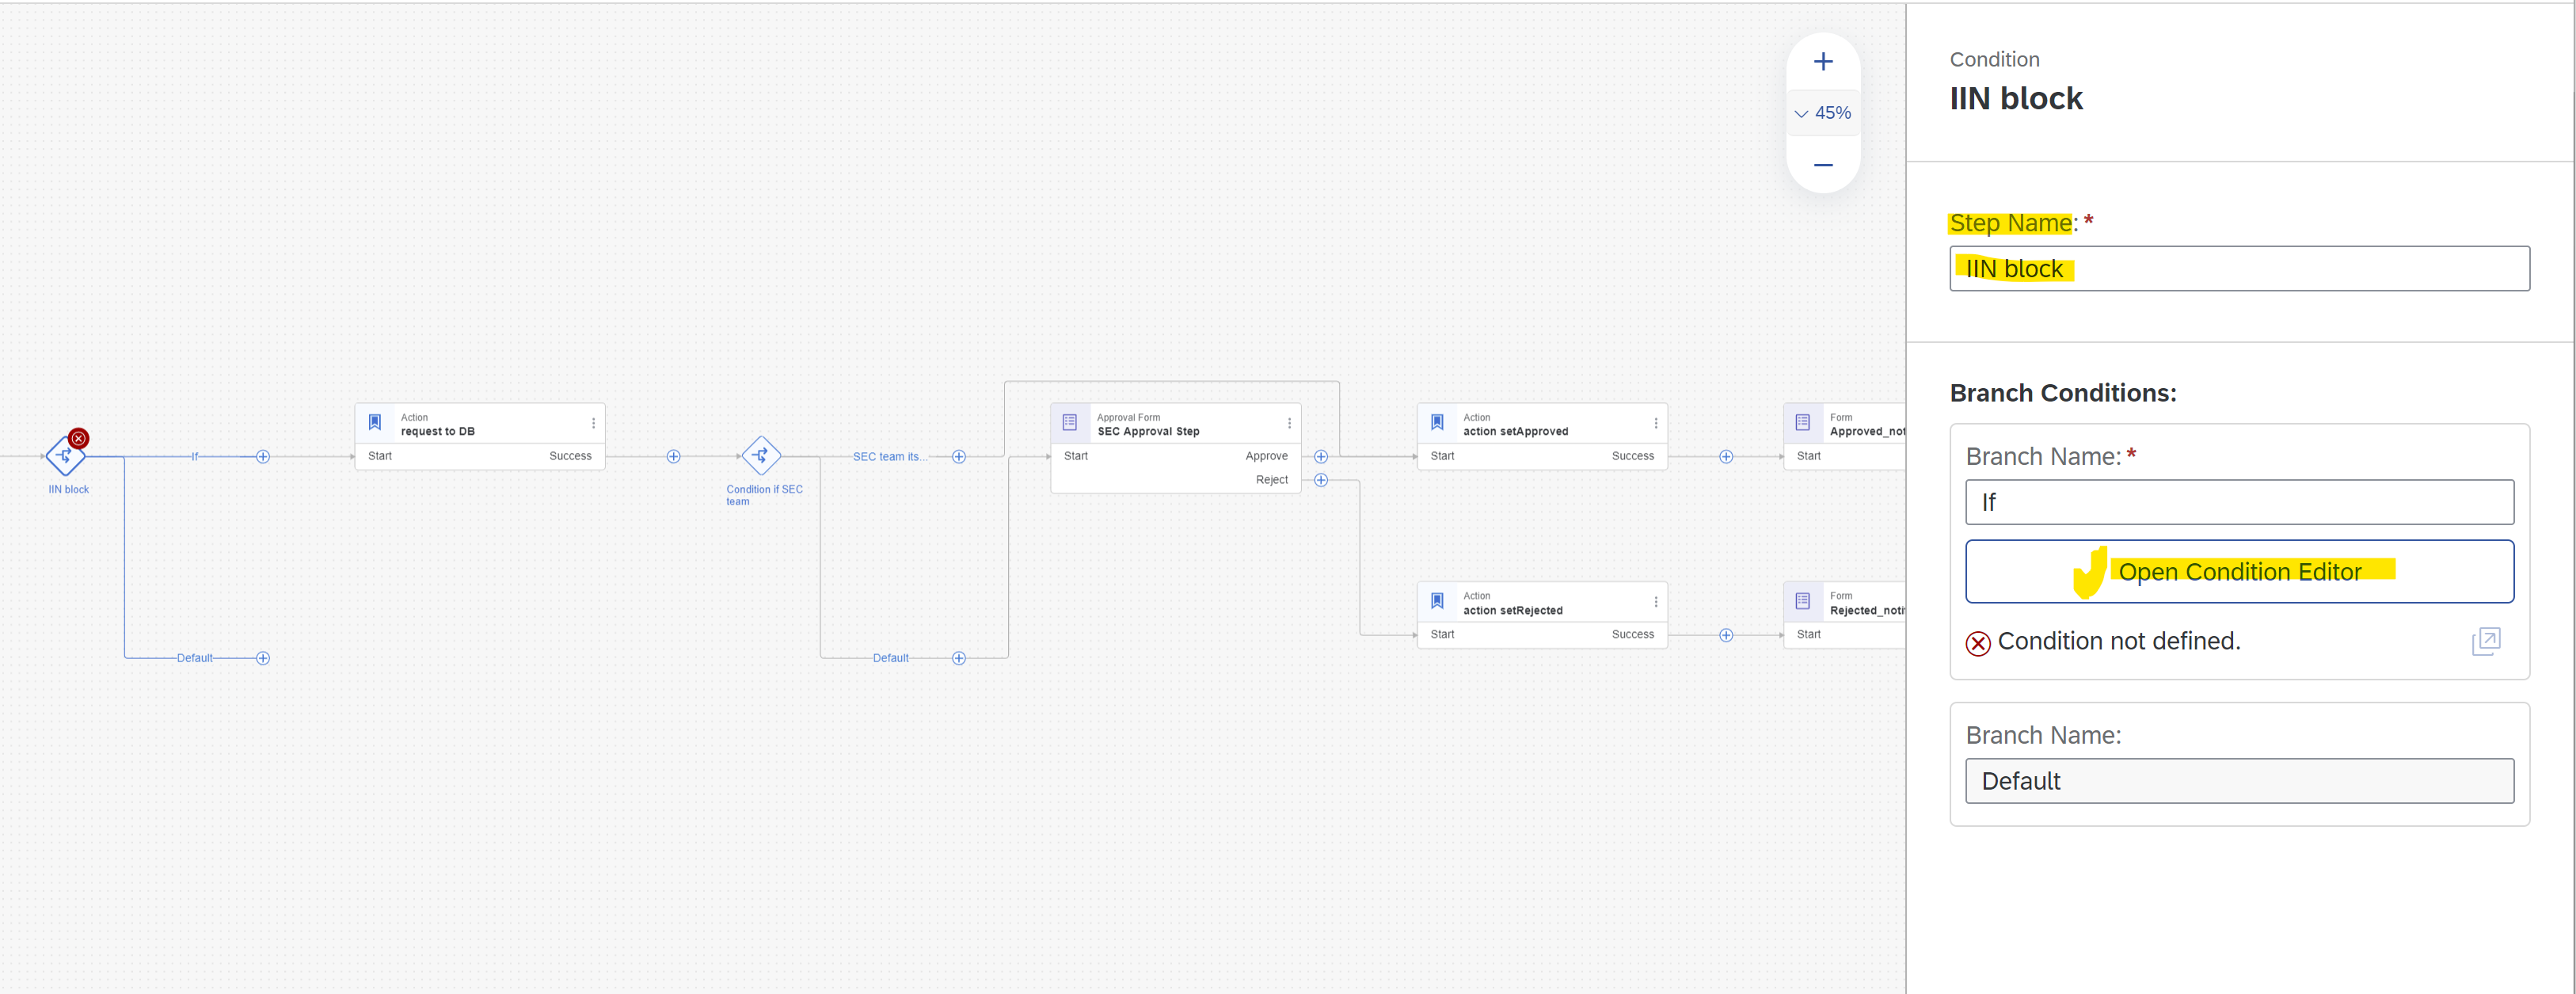 45%
IIN block
If
Action
request to DB
Start
Success
Condition if SEC
team
SEC team its...
Default
Default
Approval Form
SEC Approval Step
Start
Approve
Reject
Action
action setApproved
Start
Success
Form
Approved_not
Start
Action
action setRejected
Start
Success
Form
Rejected_noti
Start
Condition
IIN block
Step Name: *
IIN block
Branch Conditions:
Branch Name: *
If
Open Condition Editor
Condition not defined.
Branch Name:
Default